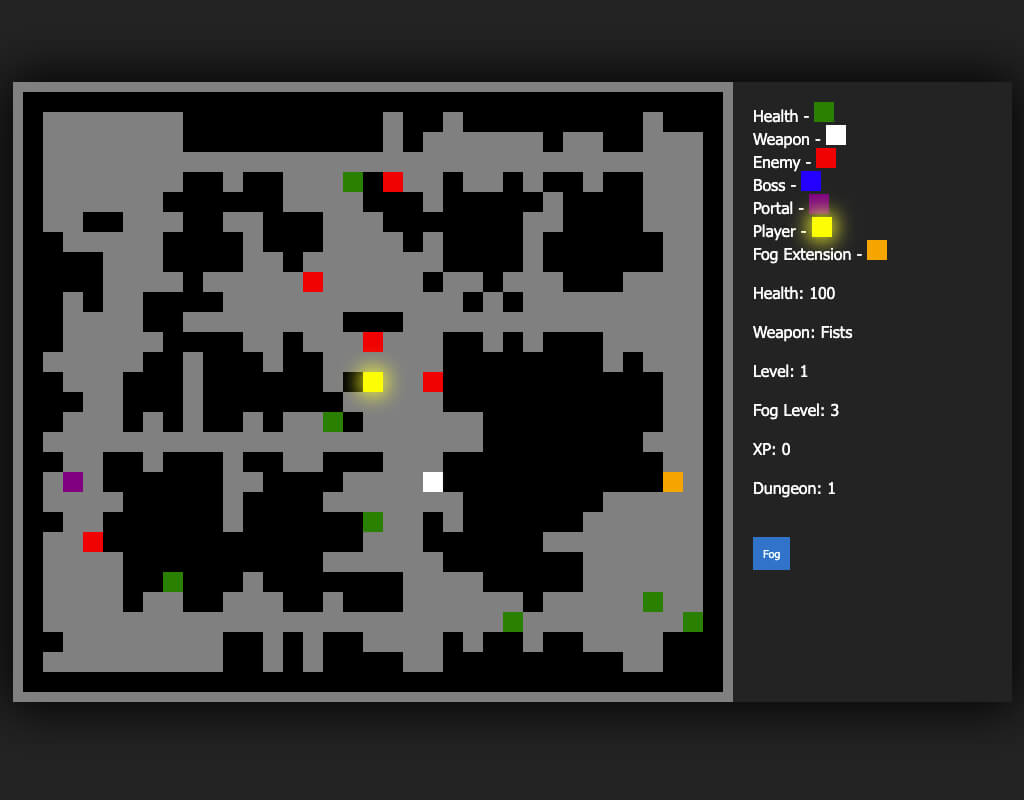 Health -
Weapon -
Enemy -
Boss -
Portal -
Player -
Fog Extension -
Health: 100
Weapon: Fists
Level: 1
Fog Level: 3
XP: 0
Dungeon: 1
Fog